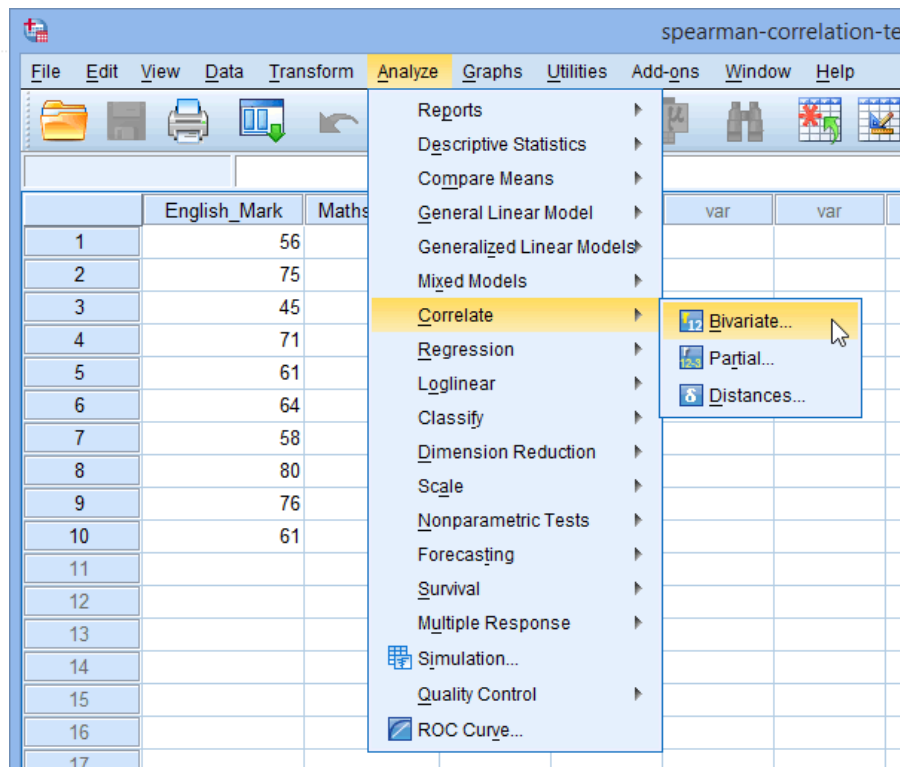 spearman-correlation-te
File Edit View Data Transform Analyze Graphs Utilities Add-ons Window Help
Reports
Descriptive Statistics
Compare Means
General Linear Model
Generalized Linear Models
Mixed Models
Correlate
Regression
Loglinear
Classify
Dimension Reduction
Scale
Nonparametric Tests
Forecasting
Survival
Multiple Response
Simulation...
Quality Control
ROC Curve...
12 Bivariate...
12-3 Partial...
δ Distances...
μ
English_Mark Maths var var
1 56
2 75
3 45
4 71
5 61
6 64
7 58
8 80
9 76
10 61
11
12
13
14
15
16
17